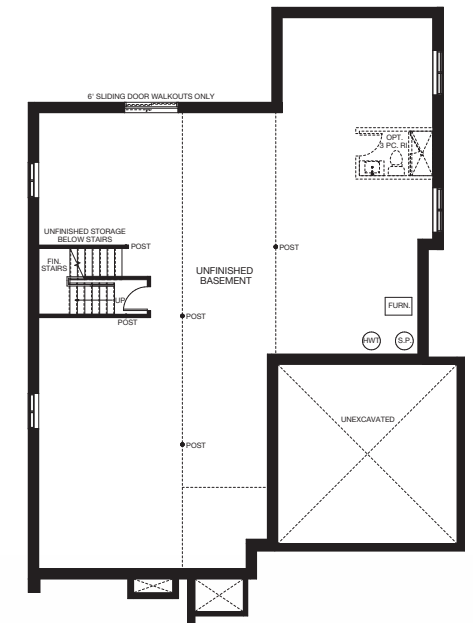 6' SLIDING DOOR WALKOUTS ONLY
OPT.
3 PC. RI
UNFINISHED STORAGE
BELOW STAIRS
POST
POST
FIN.
STAIRS
UNFINISHED
BASEMENT
UP
FURN.
POST
POST
HWT
S.P.
UNEXCAVATED
POST